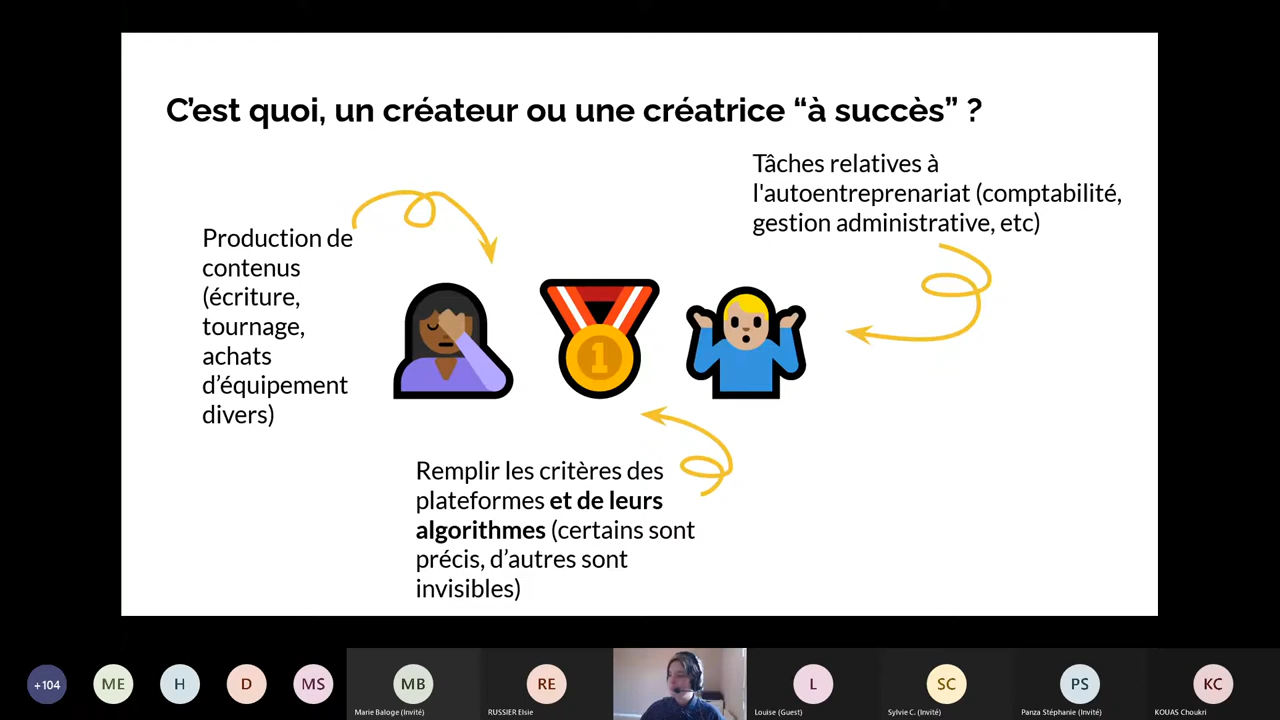 C'est quoi, un créateur ou une créatrice “à succès” ?
Tâches relatives à
l'autoentreprenariat (comptabilité,
gestion administrative, etc)
Production de
contenus
(écriture,
tournage,
achats
d’équipement
divers)
1
Remplir les critères des
plateformes et de leurs
algorithmes (certains sont
précis, d’autres sont
invisibles)
+104
ME
H
D
MS
MB
RE
L
SC
PS
KC
Marie Baloge (Invité)
RUSSIER Elsie
Louise (Guest)
Sylvie C. (Invité)
Panza Stéphanie (Invité)
KOUAS Choukri